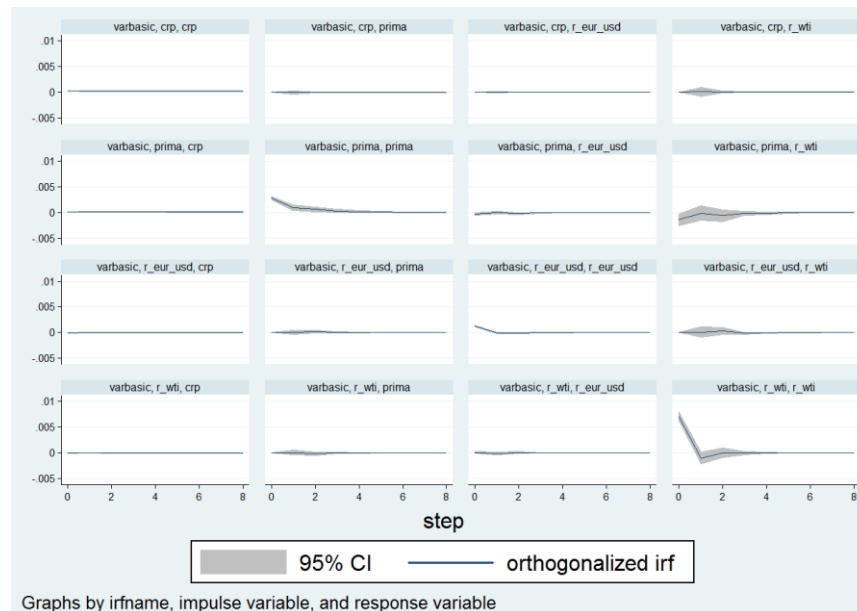 varbasic, crp, crp varbasic, crp, prima varbasic, crp, r_eur_usd varbasic, crp, r_wti
.01
.005
0
-.005
varbasic, prima, crp varbasic, prima, prima varbasic, prima, r_eur_usd varbasic, prima, r_wti
.01
.005
0
-.005
varbasic, r_eur_usd, crp varbasic, r_eur_usd, prima varbasic, r_eur_usd, r_eur_usd varbasic, r_eur_usd, r_wti
.01
.005
0
-.005
varbasic, r_wti, crp varbasic, r_wti, prima varbasic, r_wti, r_eur_usd varbasic, r_wti, r_wti
.01
.005
0
-.005
0 2 4 6 8 0 2 4 6 8 0 2 4 6 8 0 2 4 6 8
step
95% CI orthogonalized irf
Graphs by irfname, impulse variable, and response variable